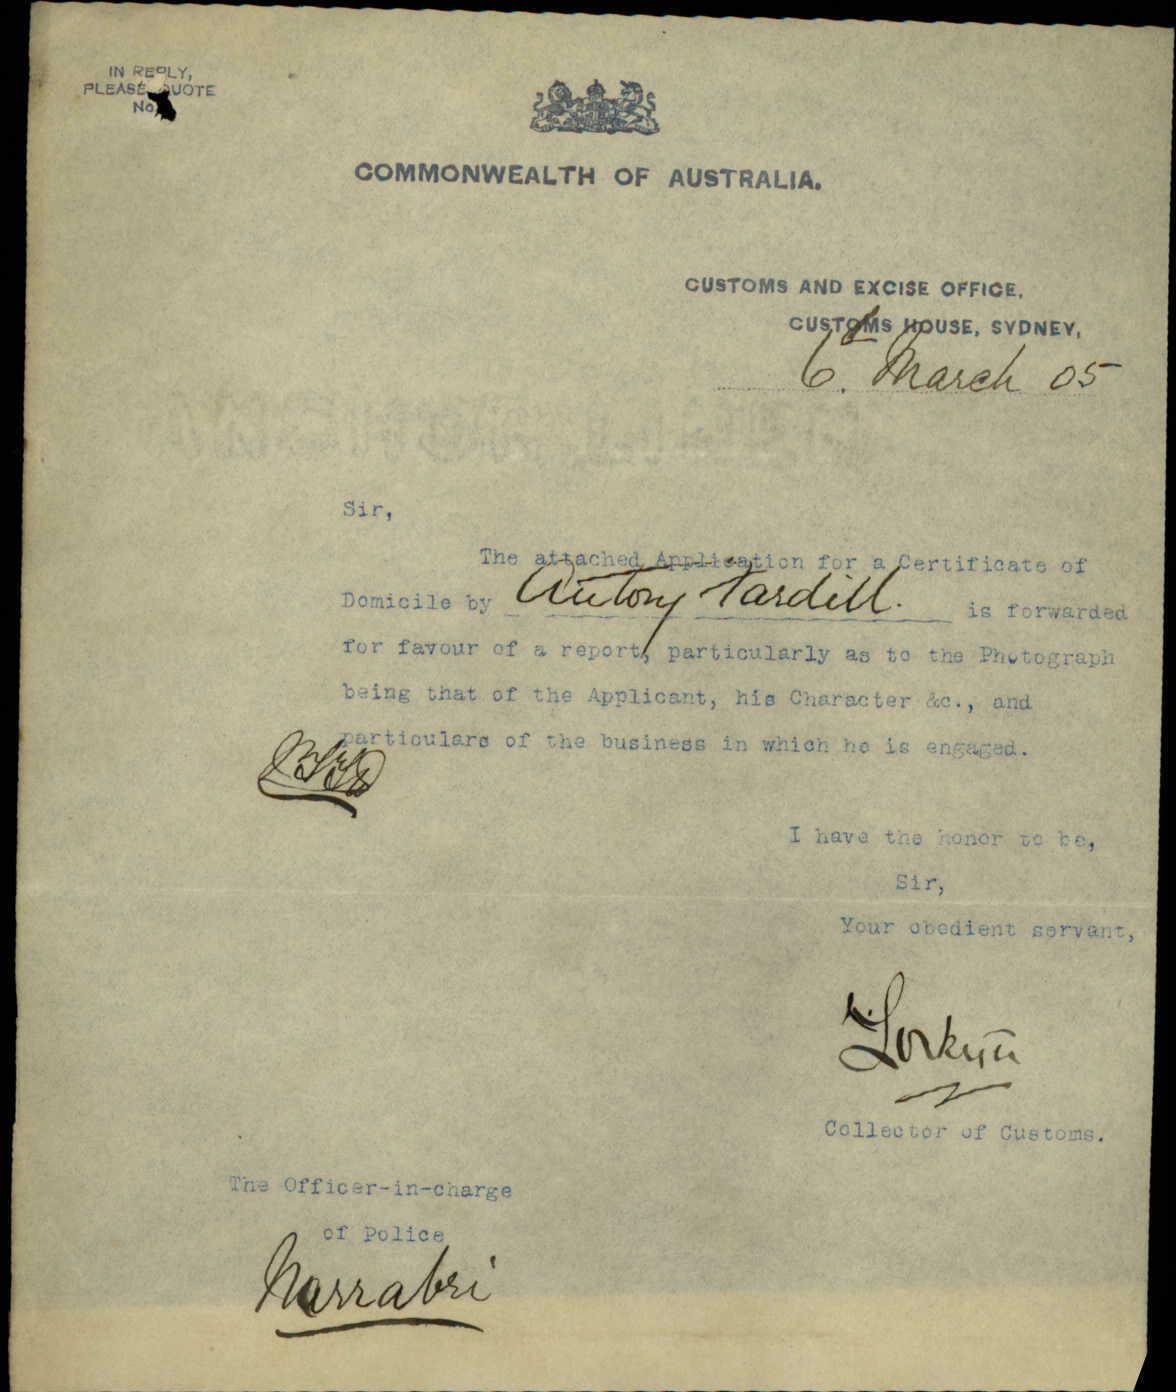 IN REPLY,
PLEASE QUOTE
No.
COMMONWEALTH OF AUSTRALIA.
CUSTOMS AND EXCISE OFFICE,
CUSTOMS HOUSE, SYDNEY,
6th March 05
Sir,
The attached Application for a Certificate of
Domicile by Antony Tardill. is forwarded
for favour of a report, particularly as to the Photograph
being that of the Applicant, his Character &c., and
particulars of the business in which he is engaged.
I have the honor to be,
Sir,
Your obedient servant,
Collector of Customs.
The Officer-in-charge
of Police
Narrabri